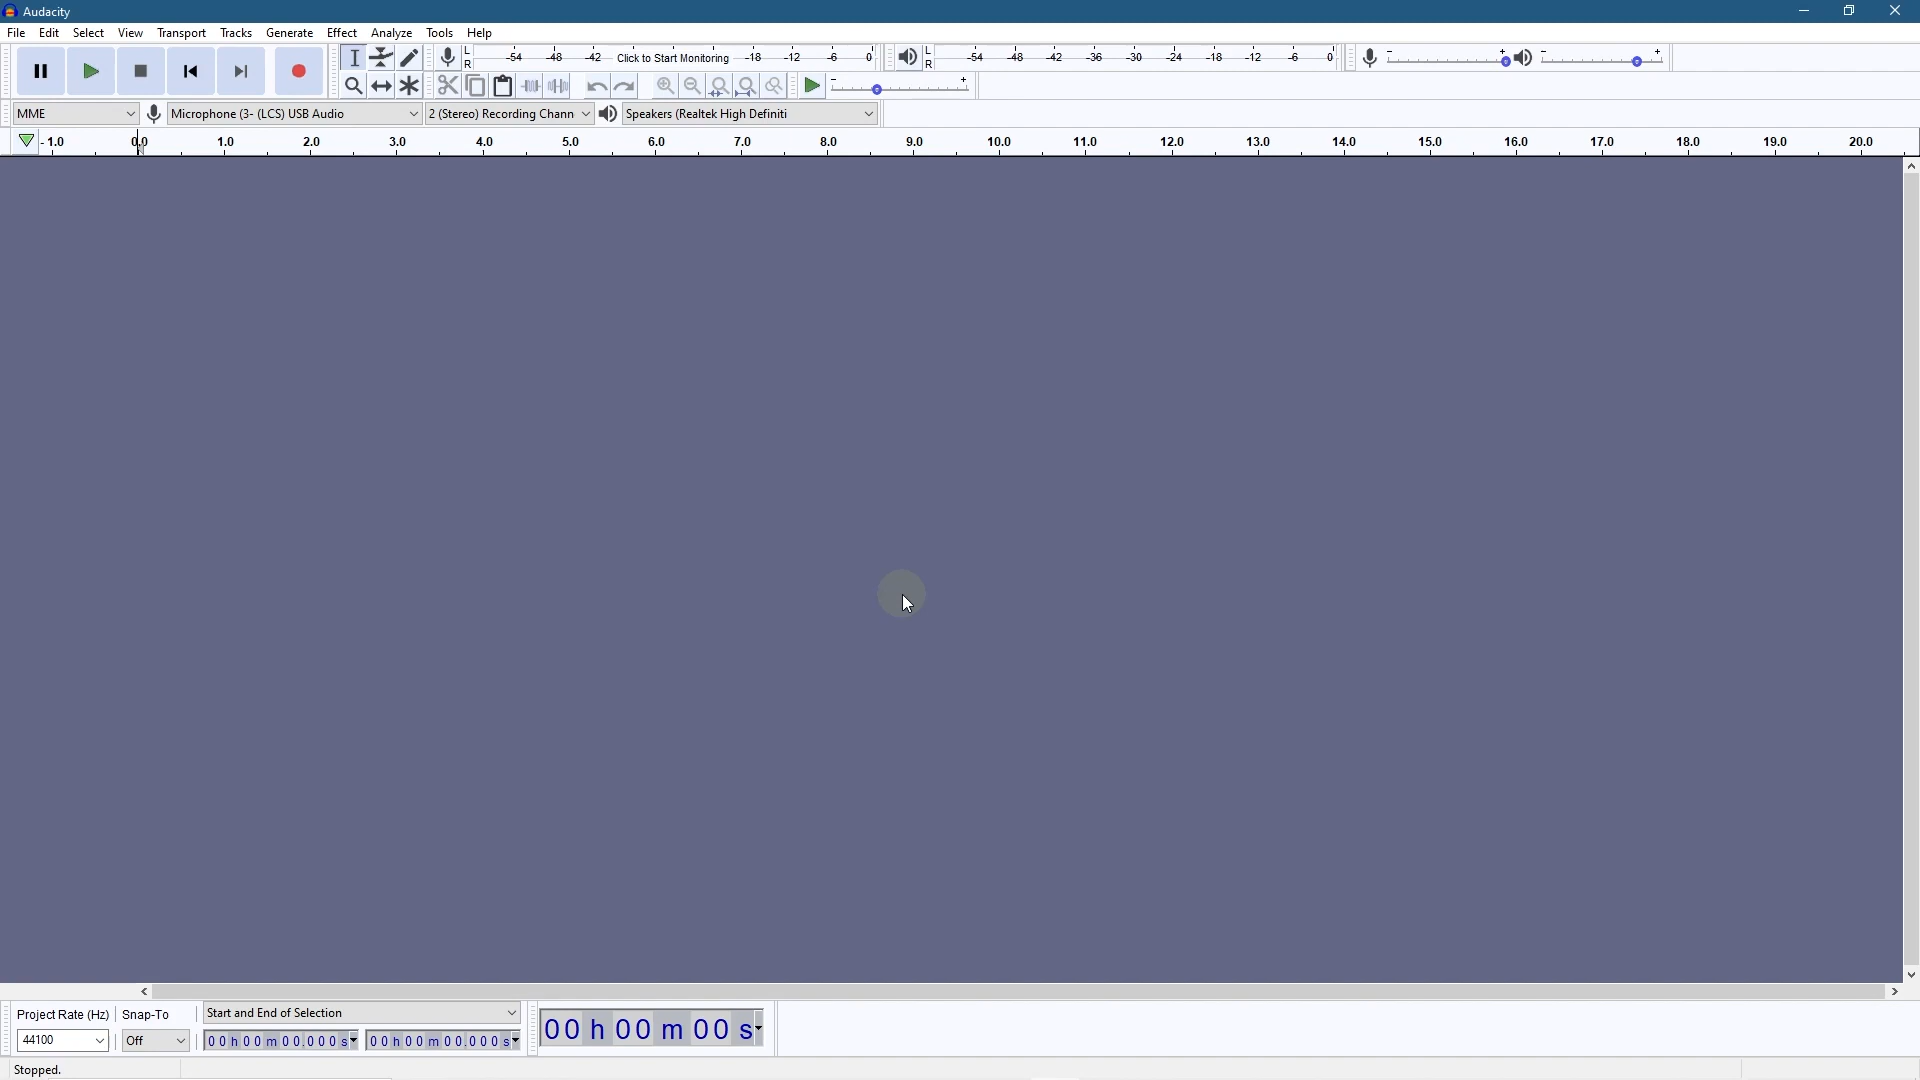 Audacity
File Edit Select View Transport Tracks Generate Effect Analyze Tools Help
L -54 -48 -42 Click to Start Monitoring -18 -12 -6 0 L -54 -48 -42 -36 -30 -24 -18 -12 -6 0 - + - +
R R
- +
MME Microphone (3- (LCS) USB Audio 2 (Stereo) Recording Chann Speakers (Realtek High Definiti
- 1.0 0.0 1.0 2.0 3.0 4.0 5.0 6.0 7.0 8.0 9.0 10.0 11.0 12.0 13.0 14.0 15.0 16.0 17.0 18.0 19.0 20.0
Project Rate (Hz) Snap-To Start and End of Selection
44100 Off 00 h 00 m 00.000 s 00 h 00 m 00.000 s 00 h 00 m 00 s
Stopped.